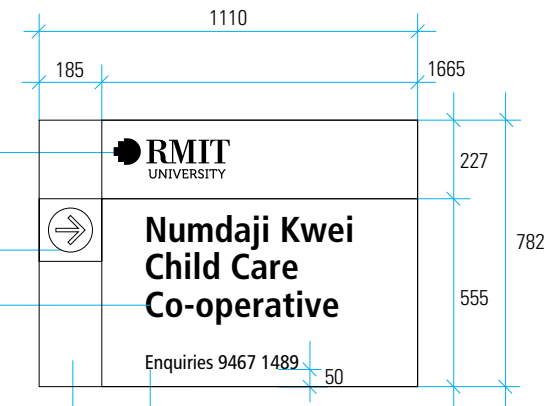 1110
185
1665
RMIT
UNIVERSITY
227
Numdaji Kwei
Child Care
Co-operative
782
555
Enquiries 9467 1489
50